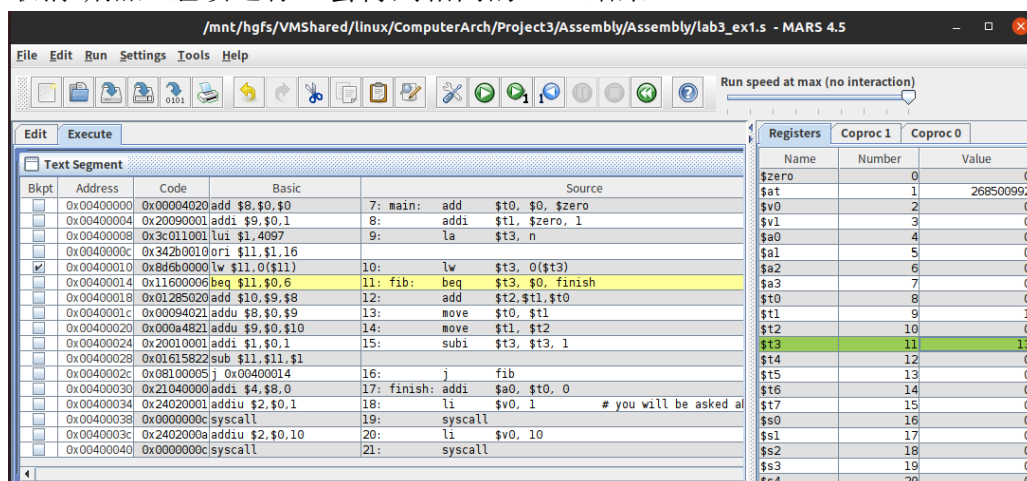 /mnt/hgfs/VMShared/linux/ComputerArch/Project3/Assembly/Assembly/lab3_ex1.s - MARS 4.5
File Edit Run Settings Tools Help
Run speed at max (no interaction)
Edit Execute
Registers Coproc 1 Coproc 0
Text Segment
Name Number Value
Bkpt Address Code Basic Source
$zero 0
$at 1 268500992
$v0 2
$v1 3
$a0 4
$a1 5
$a2 6
$a3 7
$t0 8
$t1 9 1
$t2 10
$t3 11 13
$t4 12
$t5 13
$t6 14
$t7 15
$s0 16
$s1 17
$s2 18
$s3 19
0x00400000 0x00004020 add $8,$0,$0 7: main: add $t0, $0, $zero
0x00400004 0x20090001 addi $9,$0,1 8: addi $t1, $zero, 1
0x00400008 0x3c011001 lui $1,4097 9: la $t3, n
0x0040000c 0x342b0010 ori $11,$1,16
0x00400010 0x8d6b0000 lw $11,0($11) 10: lw $t3, 0($t3)
0x00400014 0x11600006 beq $11,$0,6 11: fib: beq $t3, $0, finish
0x00400018 0x01285020 add $10,$9,$8 12: add $t2,$t1,$t0
0x0040001c 0x00094021 addu $8,$0,$9 13: move $t0, $t1
0x00400020 0x000a4821 addu $9,$0,$10 14: move $t1, $t2
0x00400024 0x20010001 addi $1,$0,1 15: subi $t3, $t3, 1
0x00400028 0x01615822 sub $11,$11,$1
0x0040002c 0x08100005 j 0x00400014 16: j fib
0x00400030 0x21040000 addi $4,$8,0 17: finish: addi $a0, $t0, 0
0x00400034 0x24020001 addiu $2,$0,1 18: li $v0, 1 # you will be asked
0x00400038 0x0000000c syscall 19: syscall
0x0040003c 0x2402000a addiu $2,$0,10 20: li $v0, 10
0x00400040 0x0000000c syscall 21: syscall